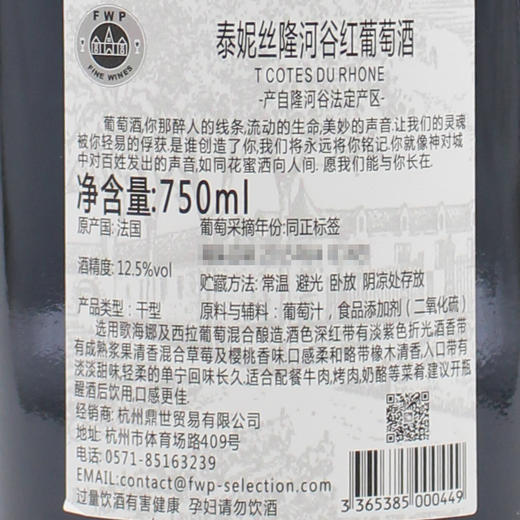 FWP
FINE WINES
泰妮丝隆河谷红葡萄酒
T COTES DU RHONE
-产自隆河谷法定产区-
葡萄酒,你那醉人的线条,流动的生命,美妙的声音,让我们的灵魂
被你轻易的俘获.是谁创造了你,我们将永远将你铭记.你就像神对城
中对百姓发出的声音,如同花蜜洒向人间.愿我们能与你长在.
净含量:750ml
原产国:法国
葡萄采摘年份:同正标签
酒精度:12.5%vol
贮藏方法:常温 避光 卧放 阴凉处存放
产品类型:干型
原料与辅料:葡萄汁,食品添加剂(二氧化硫)
选用歌海娜及西拉葡萄混合酿造,酒色深红带有淡紫色折光酒香带
有成熟浆果清香混合草莓及樱桃香味.口感柔和略带橡木清香,入口带有
淡淡甜味,轻柔的单宁回味长久,适合配餐牛肉,烤肉,奶酪等菜肴建议开瓶
醒酒后饮用,口感更佳.
经销商:杭州鼎世贸易有限公司
地址:杭州市体育场路409号
电话:0571-85163239
EMAIL:contact@fwp-selection.com
过量饮酒有害健康 孕妇请勿饮酒
3 365385 000449